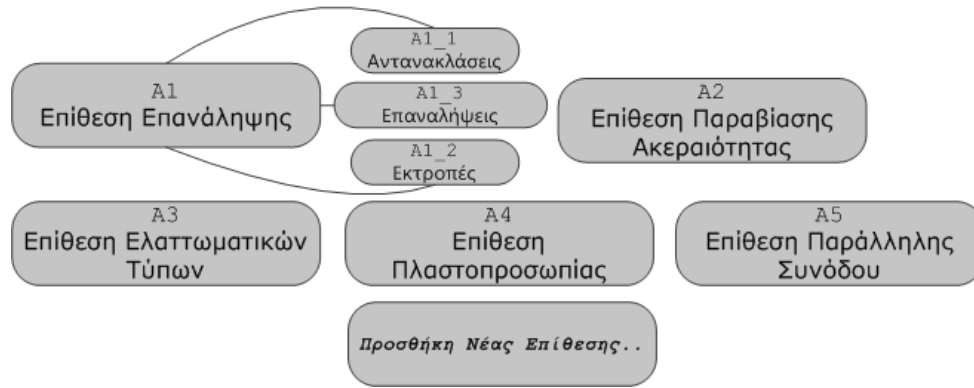 A1
Επίθεση Επανάληψης
A1_1
Αντανακλάσεις
A1_3
Επαναλήψεις
A1_2
Εκτροπές
A2
Επίθεση Παραβίασης
Ακεραιότητας
A3
Επίθεση Ελαττωματικών
Τύπων
A4
Επίθεση
Πλαστοπροσωπίας
A5
Επίθεση Παράλληλης
Συνόδου
Προσθήκη Νέας Επίθεσης..